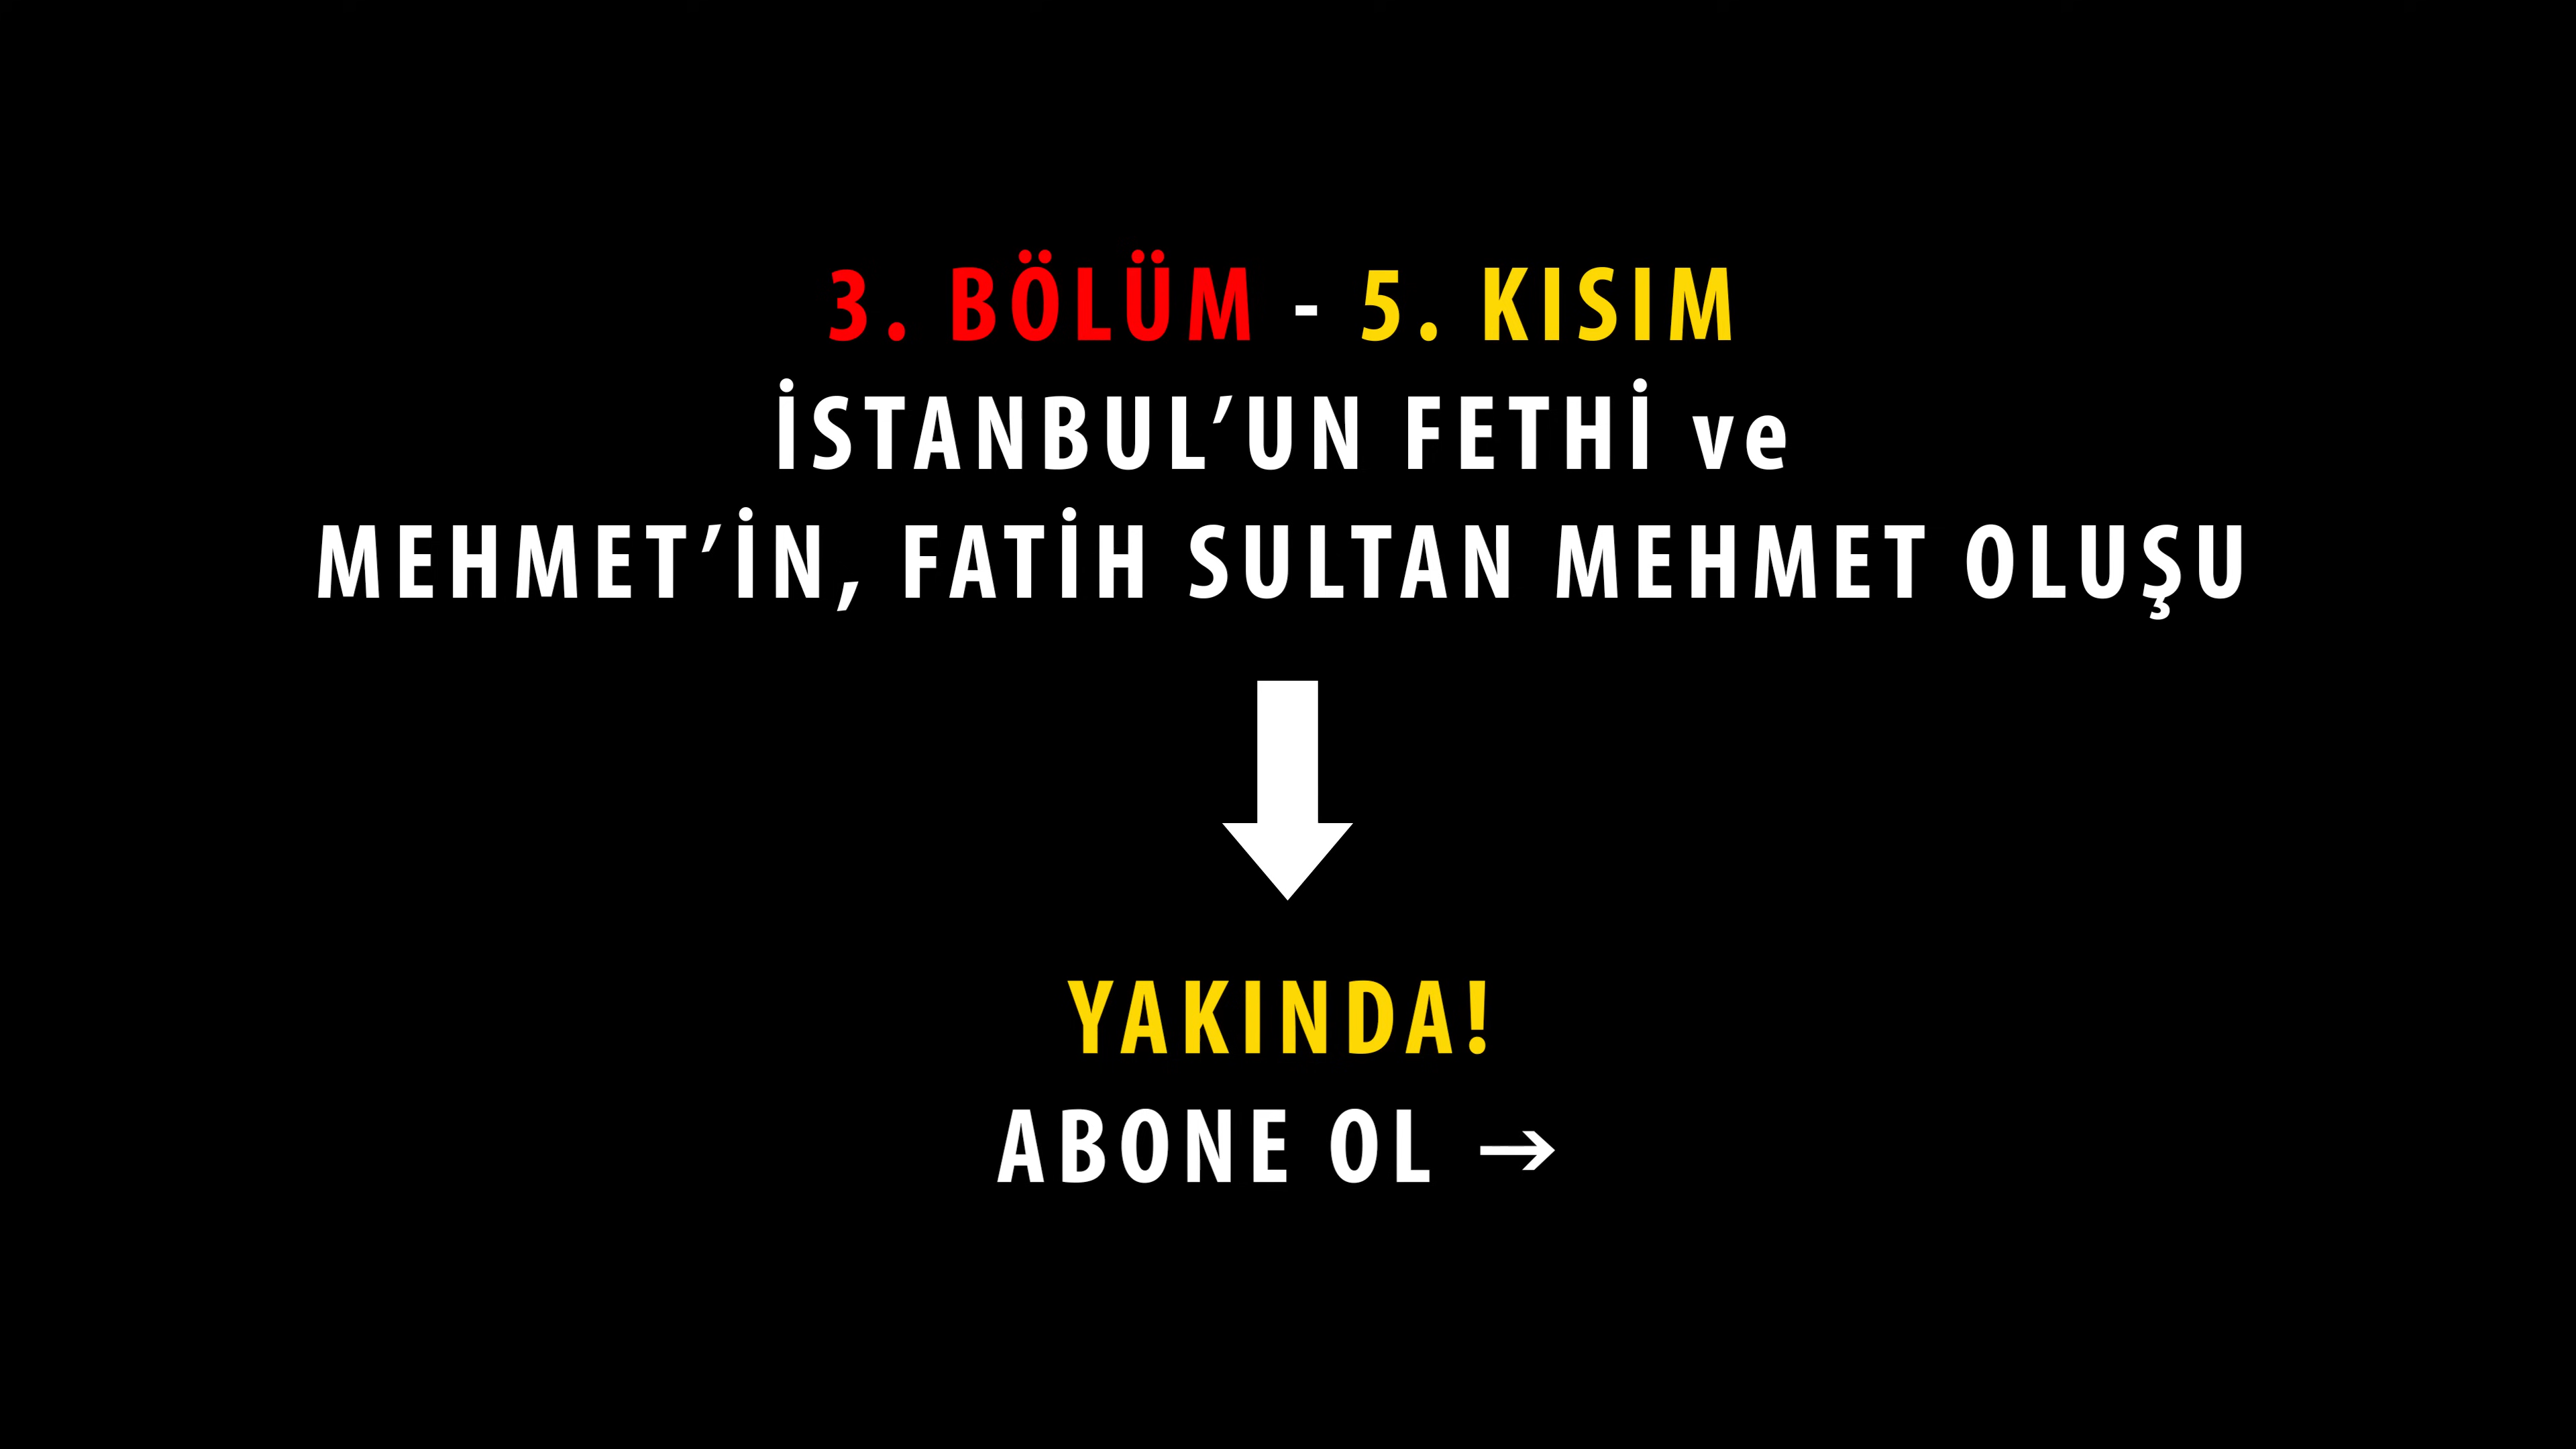 3. BÖLÜM - 5. KISIM
İSTANBUL’UN FETHİ ve
MEHMET’İN, FATİH SULTAN MEHMET OLUŞU
YAKINDA!
ABONE OL →